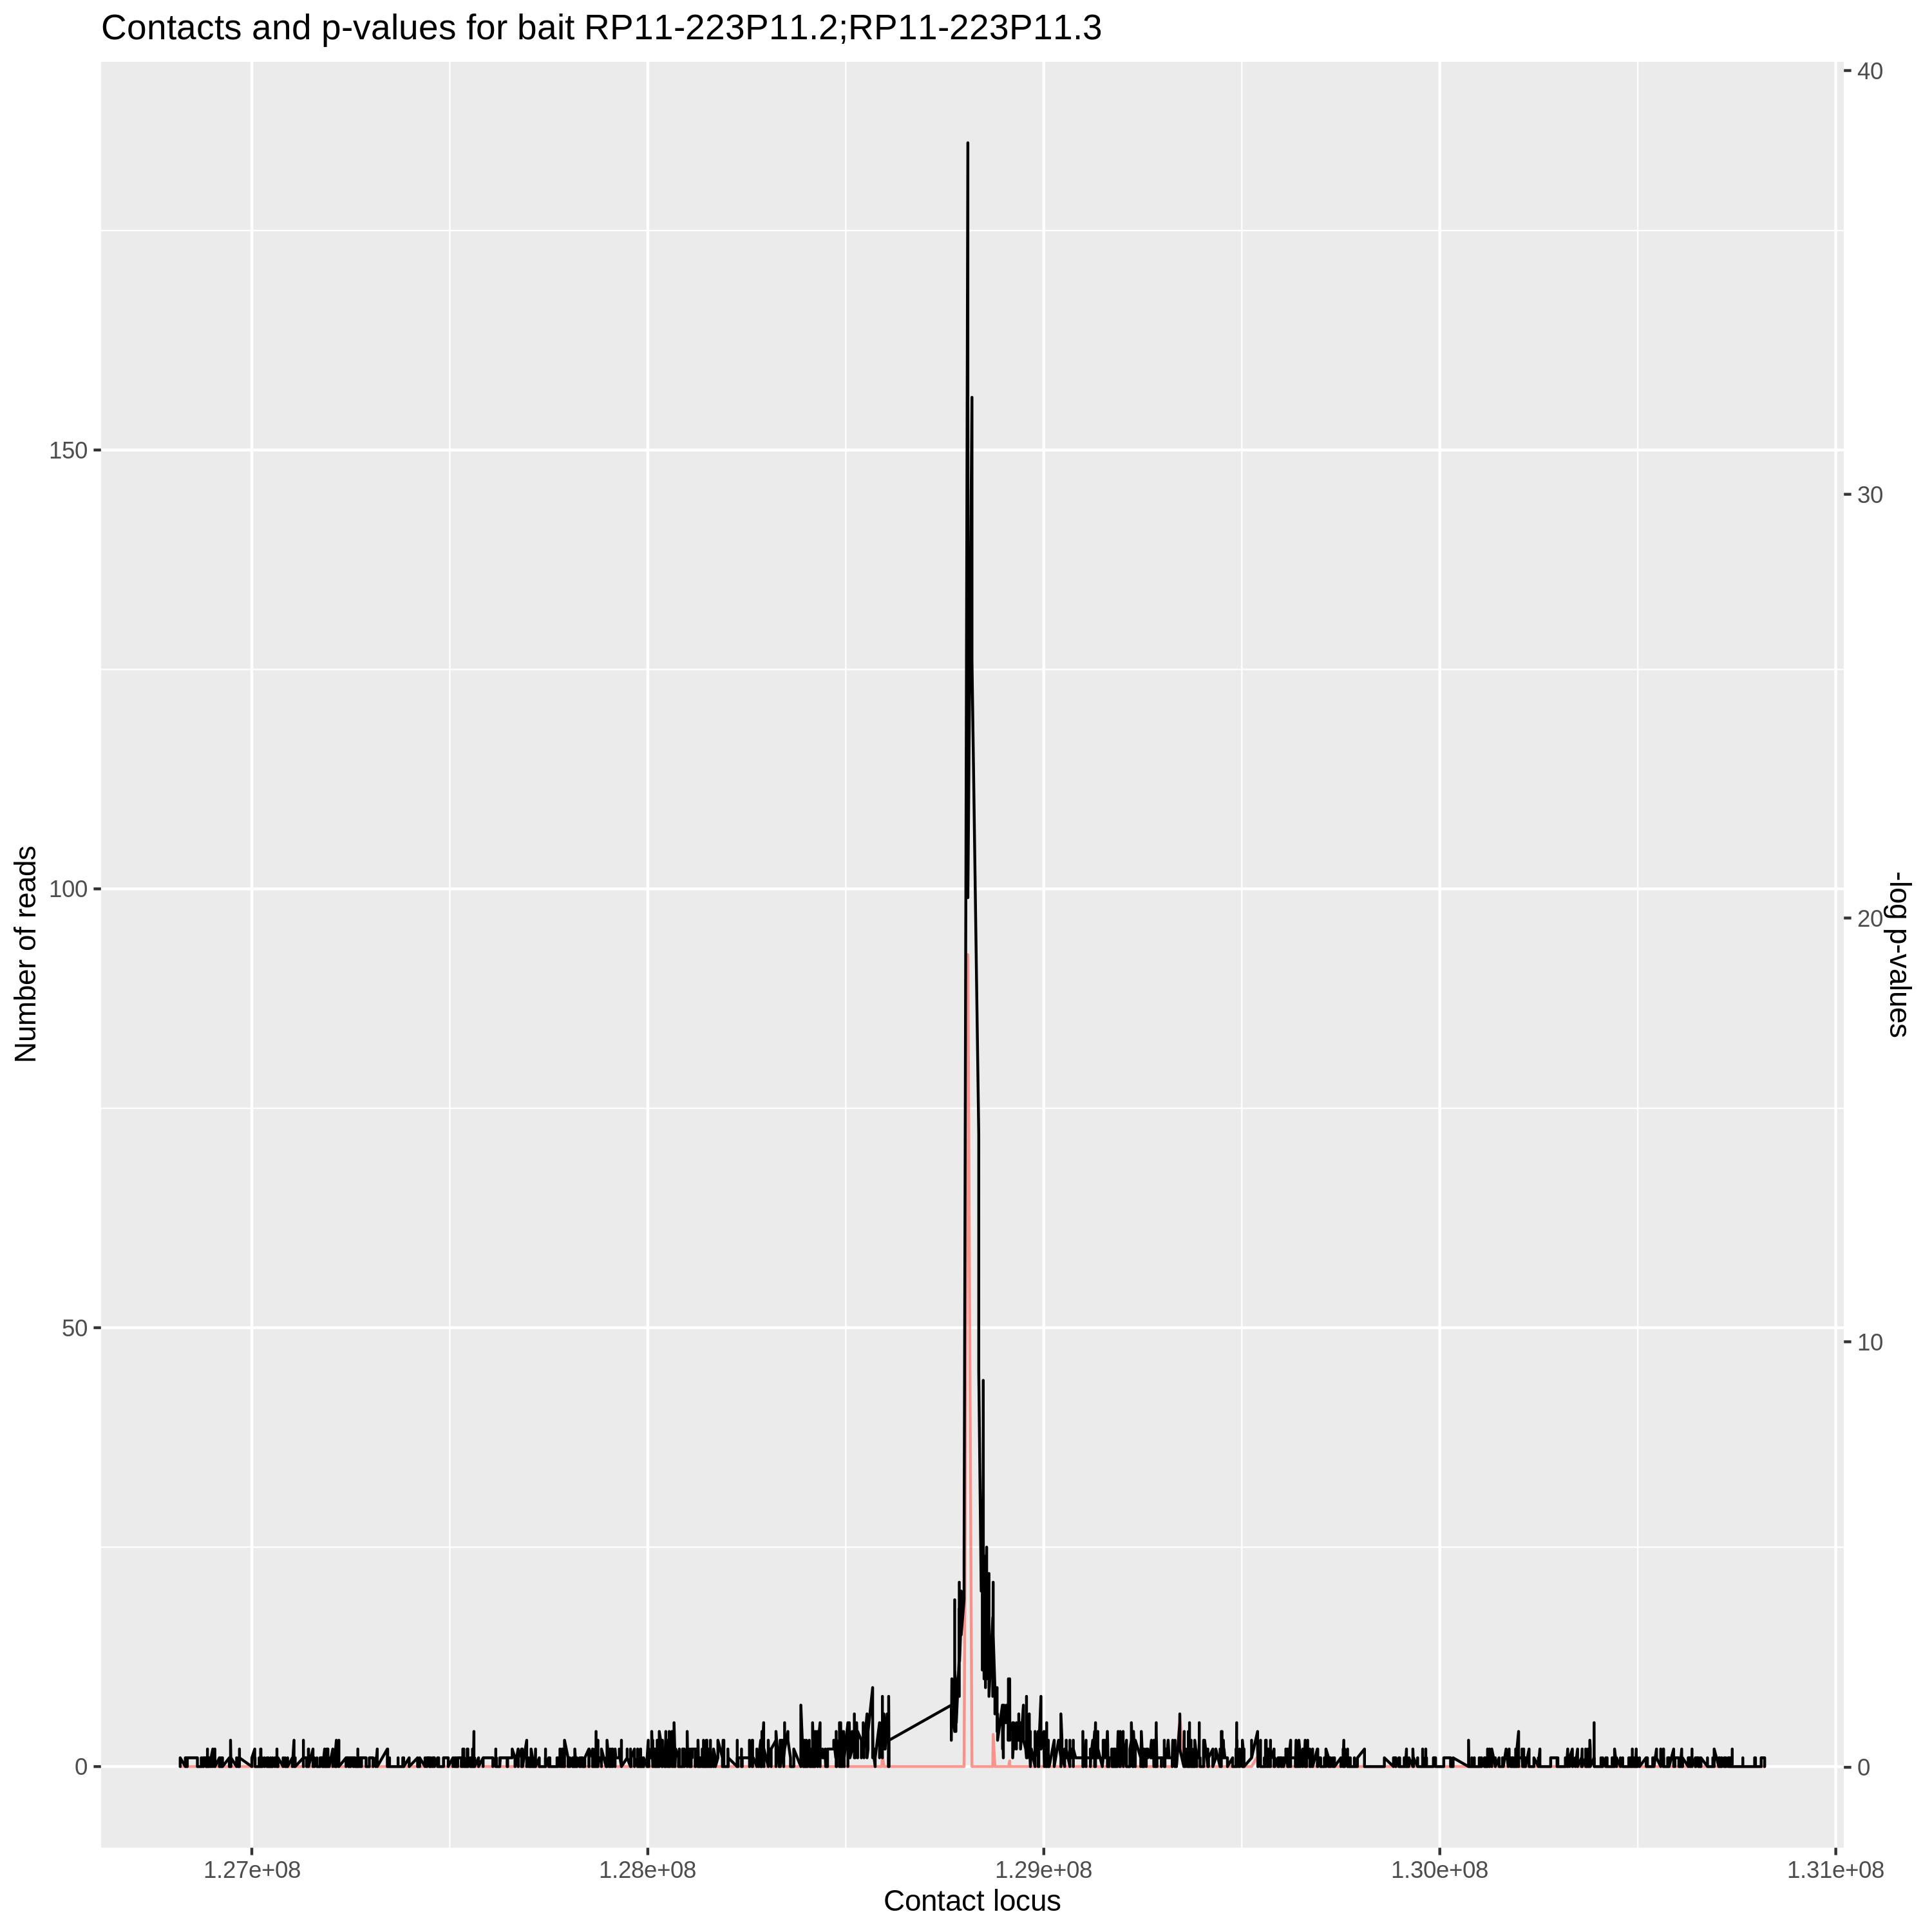 Contacts and p-values for bait RP11-223P11.2;RP11-223P11.3
40
150
30
100
20
Number of reads
-log p-values
50
10
0
0
1.27e+08
1.28e+08
1.29e+08
1.30e+08
1.31e+08
Contact locus